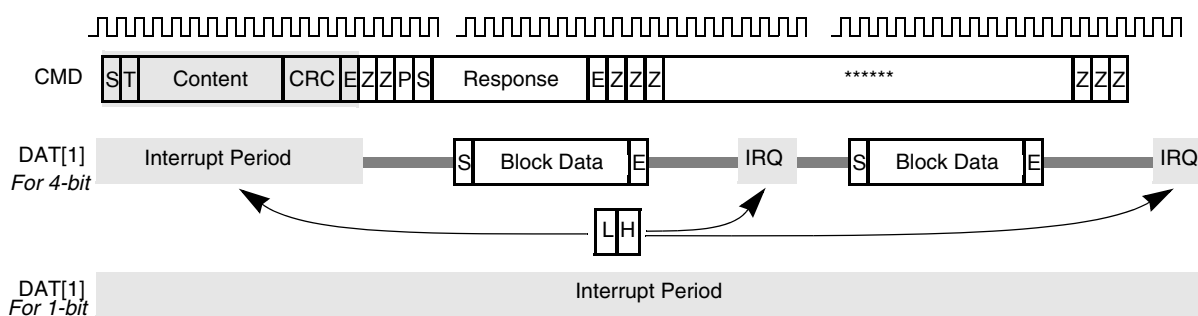 CMD S T Content CRC E Z Z P S Response E Z Z Z ****** Z Z Z
DAT[1] Interrupt Period S Block Data E IRQ S Block Data E IRQ
For 4-bit
L H
DAT[1] Interrupt Period
For 1-bit